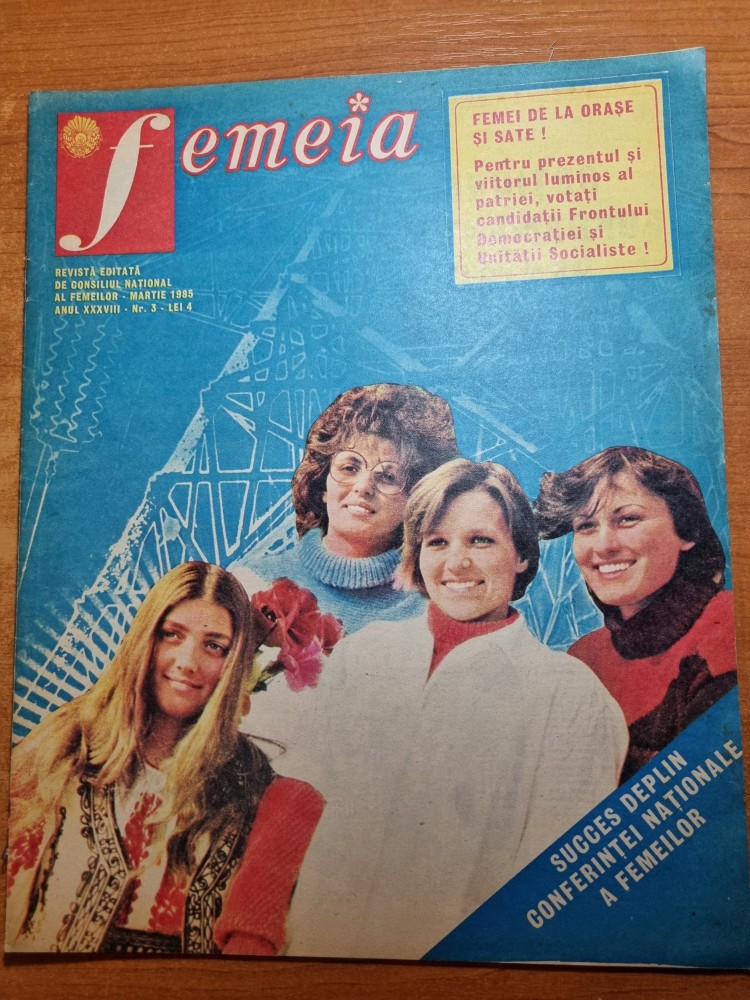 femeia
FEMEI DE LA ORAȘE
ȘI SATE !
Pentru prezentul și
viitorul luminos al
patriei, votați
candidații Frontului
Democrației și
Unității Socialiste !
REVISTĂ EDITATĂ
DE CONSILIUL NAȚIONAL
AL FEMEILOR - MARTIE 1985
ANUL XXXVIII - Nr. 3 - LEI 4
SUCCES DEPLIN
CONFERINȚEI NAȚIONALE
A FEMEILOR